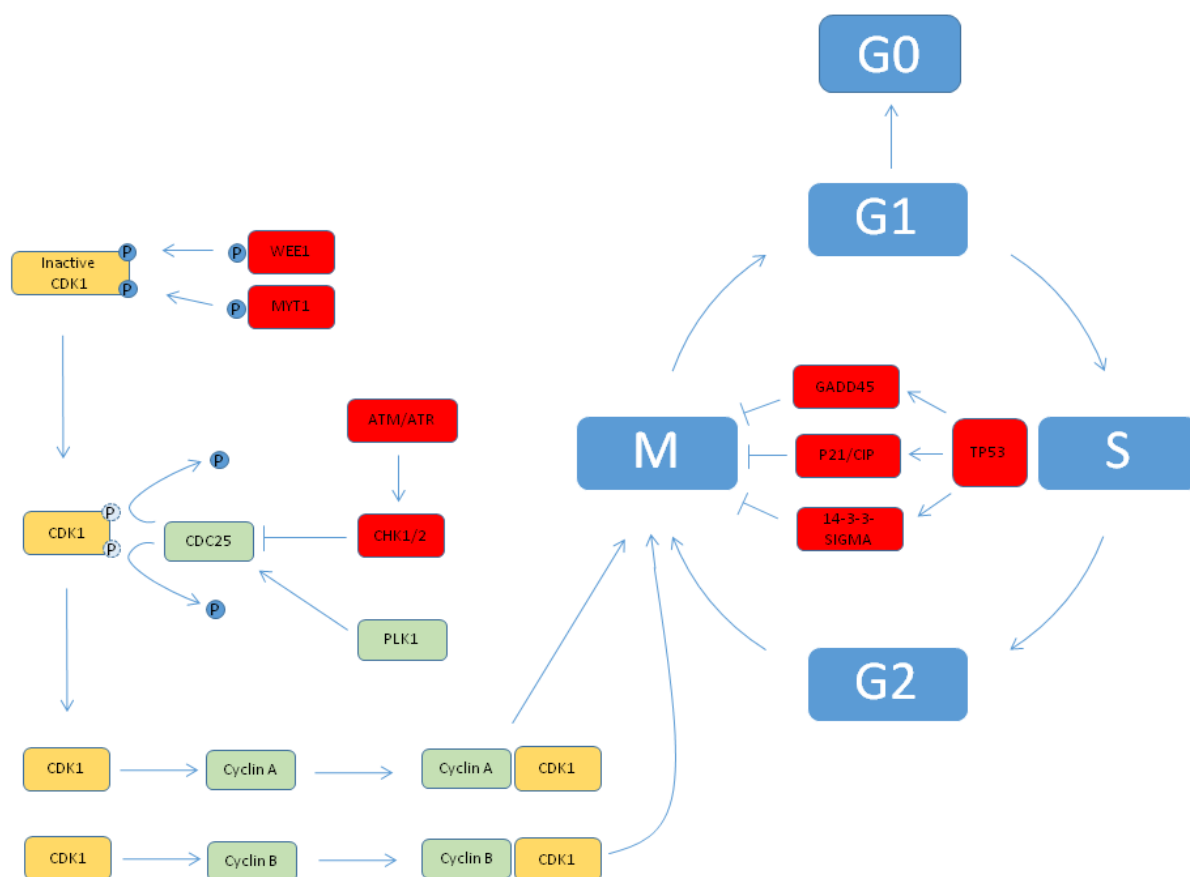 G0
G1
P
P
WEE1
Inactive
CDK1
P
P
MYT1
GADD45
ATM/ATR
M
P21/CIP
TP53
S
P
P
CDK1
P
CDC25
CHK1/2
14-3-3-
SIGMA
P
PLK1
G2
CDK1
Cyclin A
Cyclin A
CDK1
CDK1
Cyclin B
Cyclin B
CDK1